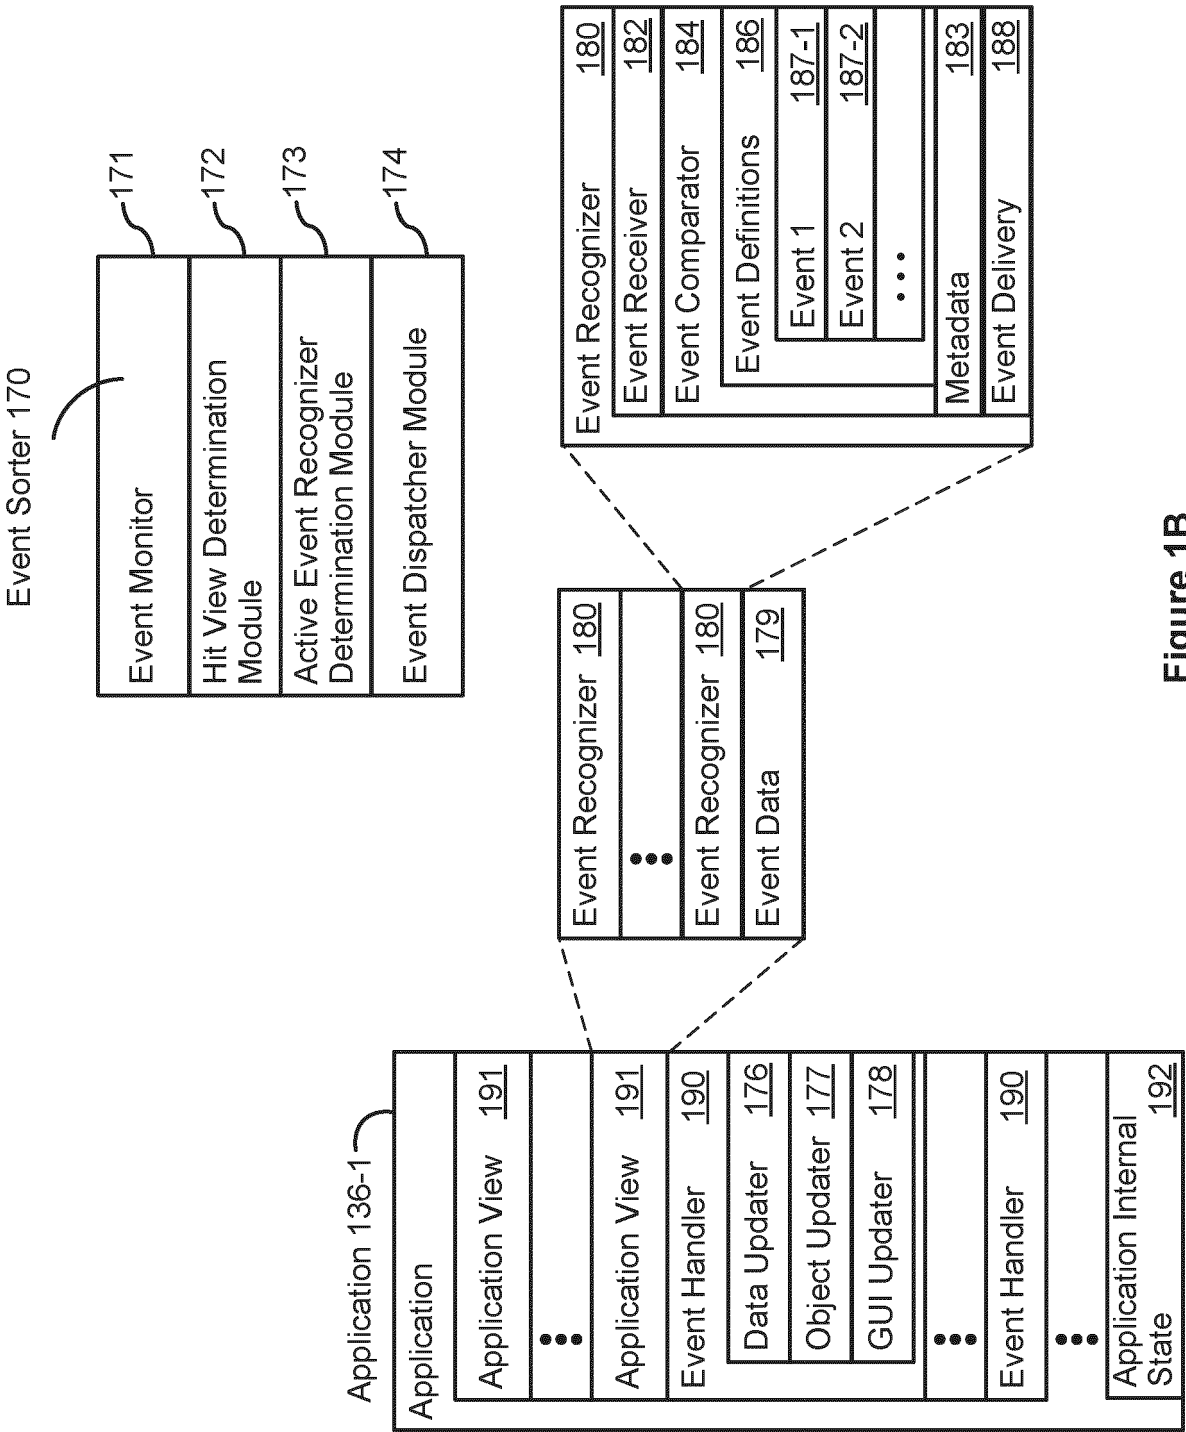 Event Sorter 170
Event Monitor
171
Hit View Determination
Module
172
Active Event Recognizer
Determination Module
173
Event Dispatcher Module
174
Application 136-1
Application
Application View 191
Application View 191
Event Handler 190
Data Updater 176
Object Updater 177
GUI Updater 178
Event Handler 190
Application Internal
State 192
Event Recognizer 180
Event Recognizer 180
Event Data 179
Event Recognizer 180
Event Receiver 182
Event Comparator 184
Event Definitions 186
Event 1 187-1
Event 2 187-2
Metadata 183
Event Delivery 188
Figure 1B